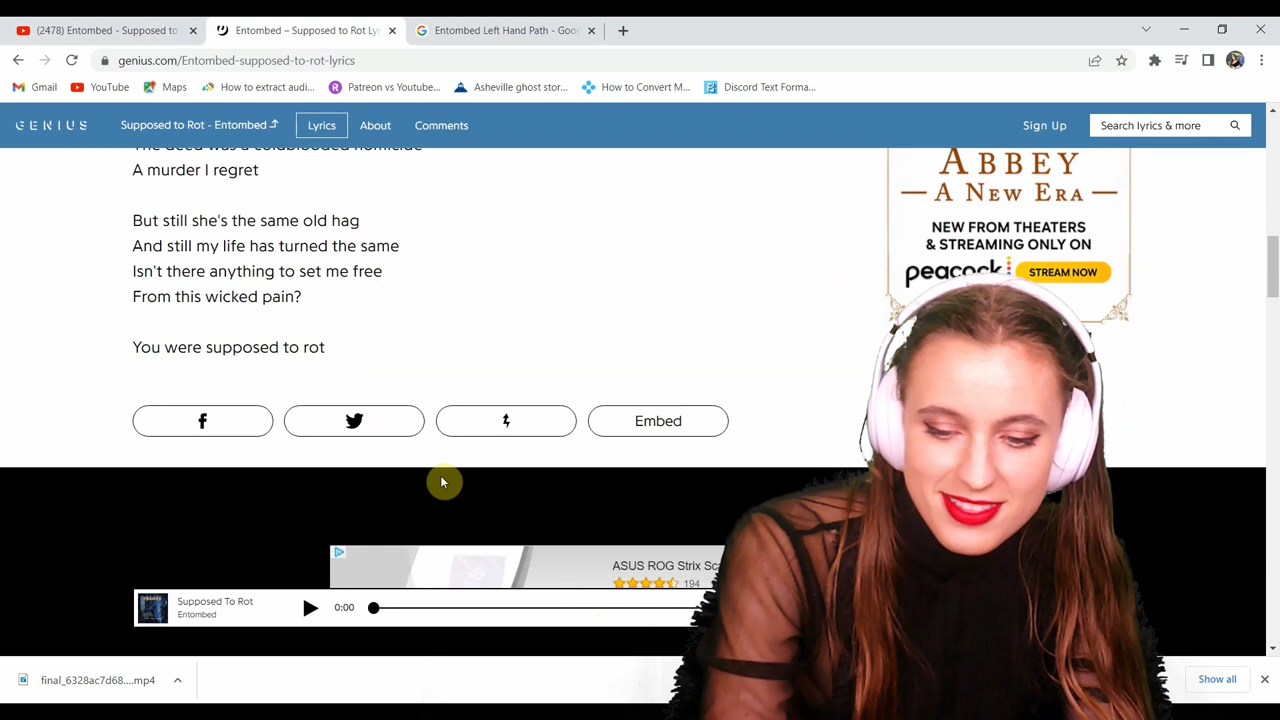 (2478) Entombed - Supposed to
Entombed – Supposed to Rot Ly
Entombed Left Hand Path - Goo
genius.com/Entombed-supposed-to-rot-lyrics
Gmail
YouTube
Maps
How to extract audi...
Patreon vs Youtube...
Asheville ghost stor...
How to Convert M...
Discord Text Forma...
GENIUS
Supposed to Rot - Entombed
Lyrics
About
Comments
Sign Up
Search lyrics & more
The deed was a coldblooded homicide
A murder I regret
But still she's the same old hag
And still my life has turned the same
Isn't there anything to set me free
From this wicked pain?
You were supposed to rot
ABBEY
A NEW ERA
NEW FROM THEATERS
& STREAMING ONLY ON
peacock
STREAM NOW
Embed
ASUS ROG Strix
194
Supposed To Rot
Entombed
0:00
final_6328ac7d68....mp4
Show all